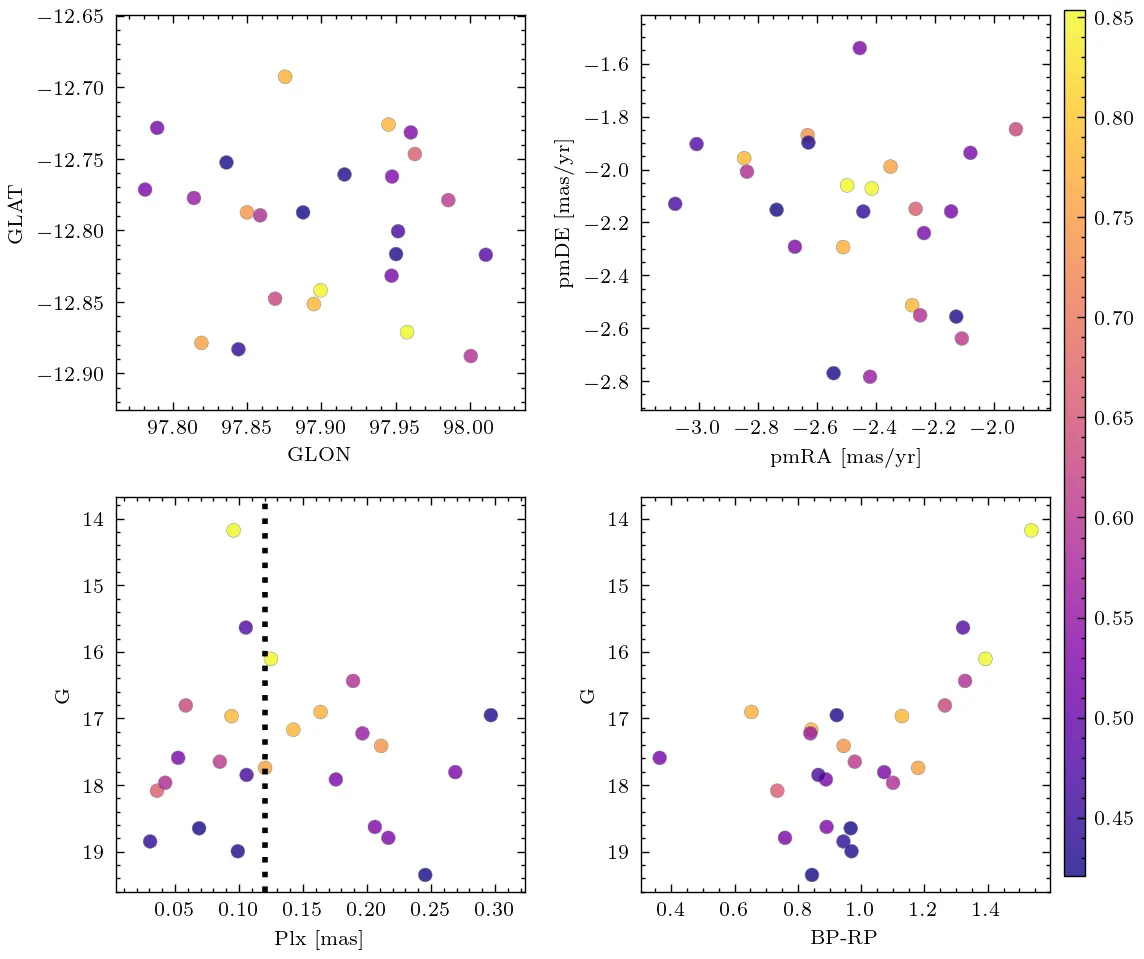 −12.65
−12.70
−12.75
−12.80
−12.85
−12.90
GLAT
97.80 97.85 97.90 97.95 98.00
GLON
−1.6
−1.8
−2.0
−2.2
−2.4
−2.6
−2.8
pmDE [mas/yr]
−3.0 −2.8 −2.6 −2.4 −2.2 −2.0
pmRA [mas/yr]
14
15
16
17
18
19
G
0.05 0.10 0.15 0.20 0.25 0.30
Plx [mas]
14
15
16
17
18
19
G
0.4 0.6 0.8 1.0 1.2 1.4
BP-RP
0.85
0.80
0.75
0.70
0.65
0.60
0.55
0.50
0.45